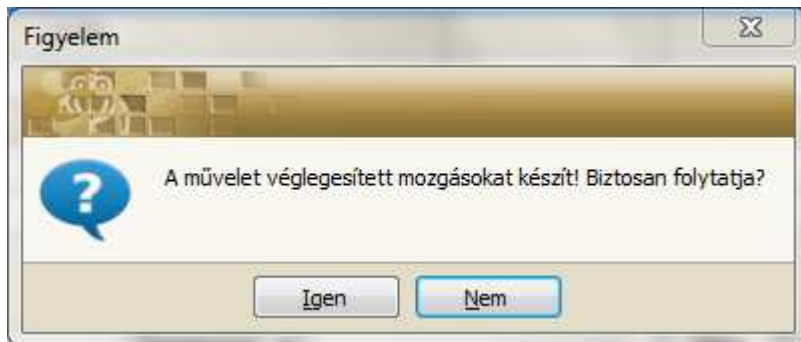 Figyelem
A művelet véglegesített mozgásokat készít! Biztosan folytatja?
Igen
Nem